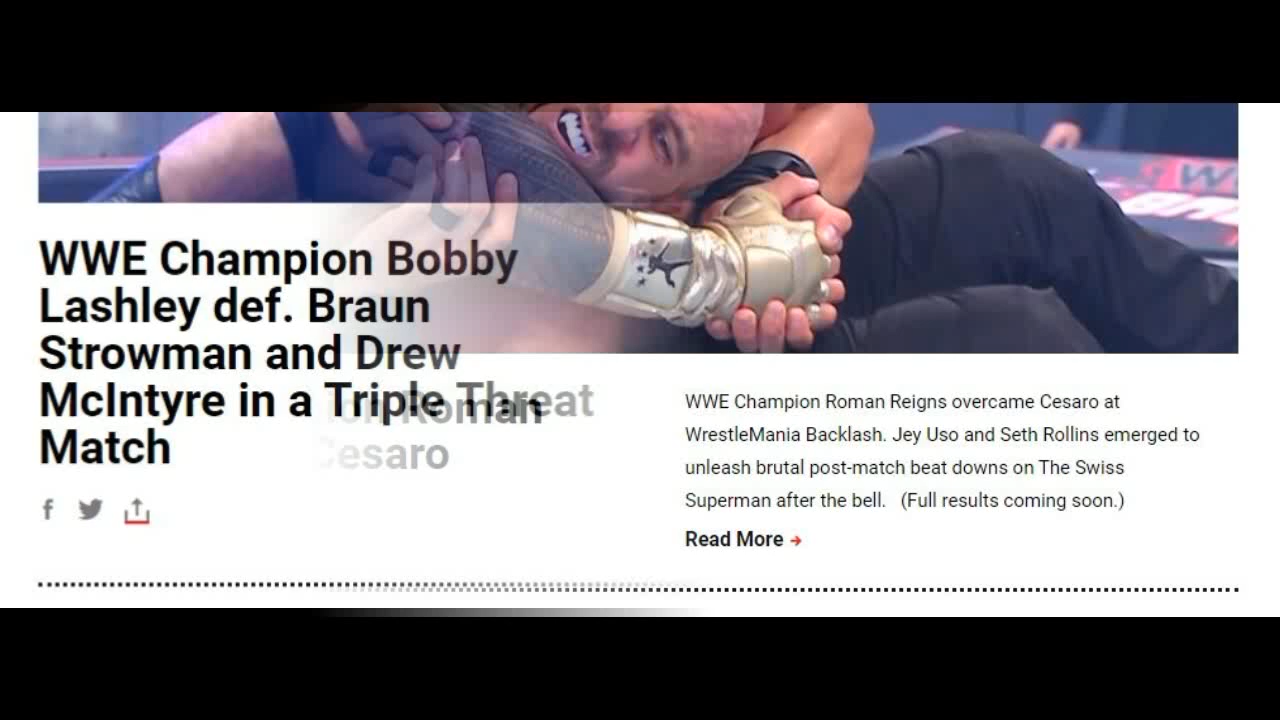 WWE Champion Bobby
Lashley def. Braun
Strowman and Drew
McIntyre in a Triple Threat
Match
Roman
Cesaro
WWE Champion Roman Reigns overcame Cesaro at
WrestleMania Backlash. Jey Uso and Seth Rollins emerged to
unleash brutal post-match beat downs on The Swiss
Superman after the bell. (Full results coming soon.)
Read More